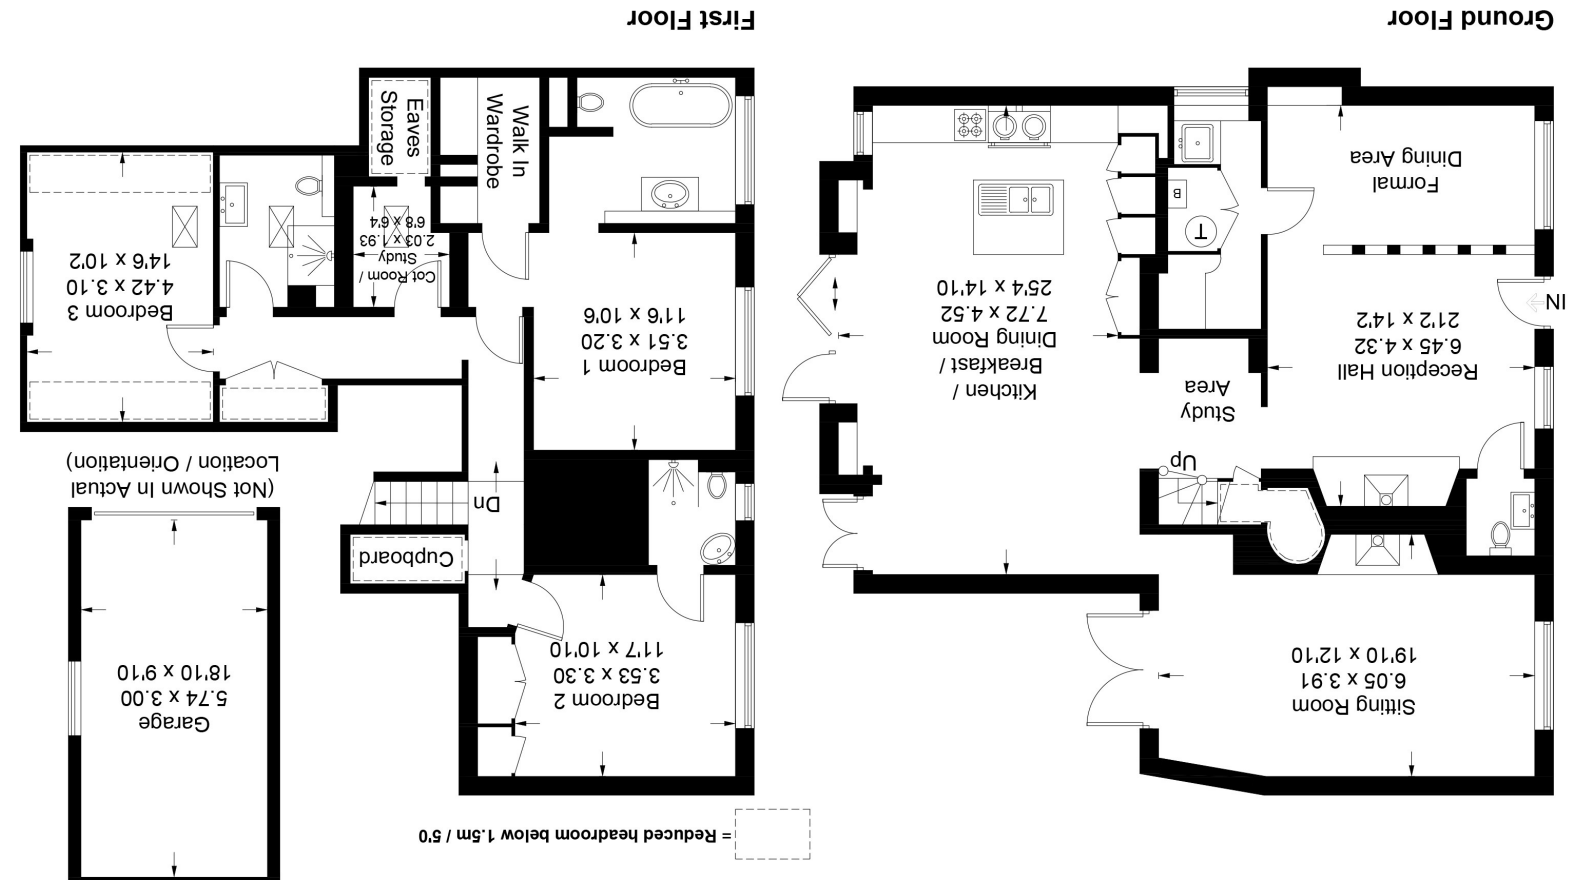 = Reduced headroom below 1.5m / 5'0
Sitting Room
6.05 x 3.91
19'10 x 12'10
Up
Study
Area
Reception Hall
6.45 x 4.32
21'2 x 14'2
IN
Kitchen /
Breakfast /
Dining Room
7.72 x 4.52
25'4 x 14'10
T
B
Formal
Dining Area
Ground Floor
Bedroom 2
3.53 x 3.30
11'7 x 10'10
Cupboard
Dn
Bedroom 1
3.51 x 3.20
11'6 x 10'6
Walk In
Wardrobe
Cot Room /
Study
2.03 x 1.93
6'8 x 6'4
Eaves
Storage
Bedroom 3
4.42 x 3.10
14'6 x 10'2
First Floor
Garage
5.74 x 3.00
18'10 x 9'10
(Not Shown In Actual
Location / Orientation)